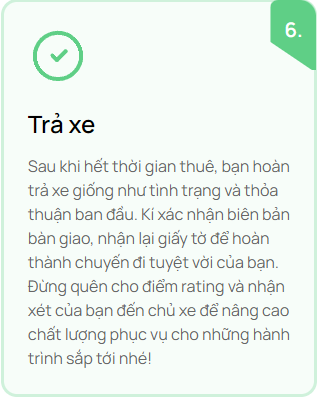 6.
Trả xe
Sau khi hết thời gian thuê, bạn hoàn
trả xe giống như tình trạng và thỏa
thuận ban đầu. Kí xác nhận biên bản
bàn giao, nhận lại giấy tờ để hoàn
thành chuyến đi tuyệt vời của bạn.
Đừng quên cho điểm rating và nhận
xét của bạn đến chủ xe để nâng cao
chất lượng phục vụ cho những hành
trình sắp tới nhé!